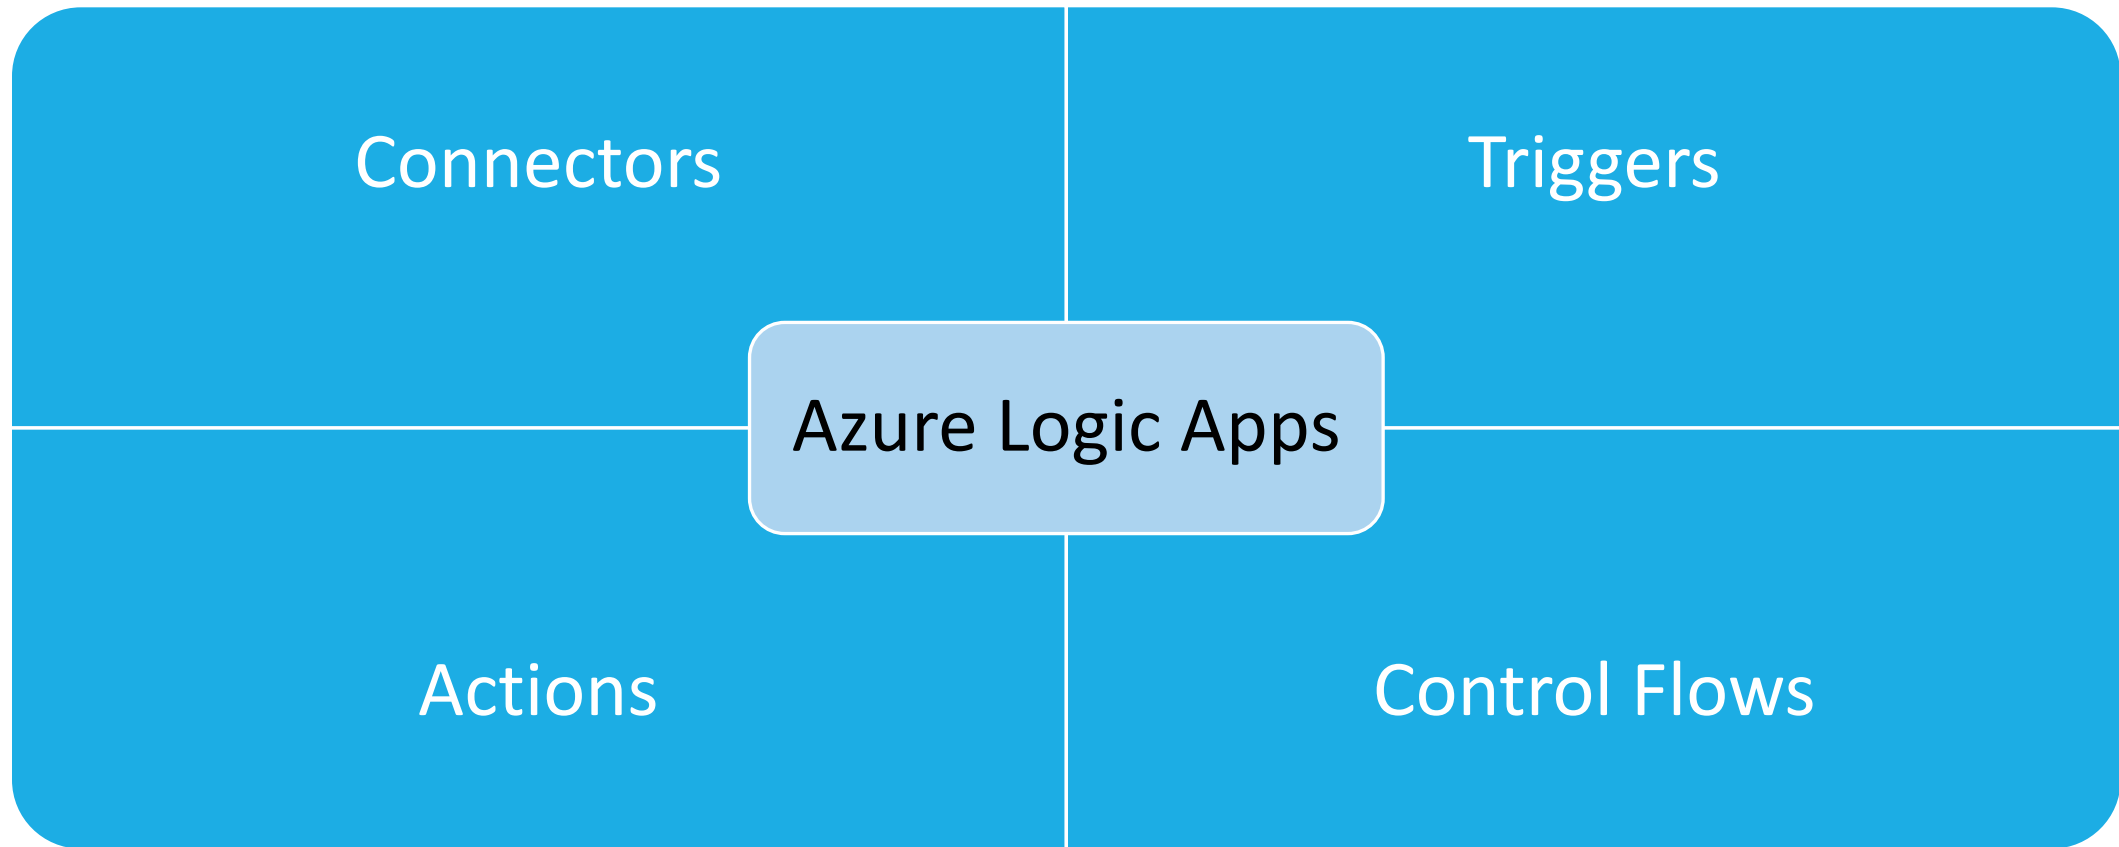 Connectors
Triggers
Azure Logic Apps
Actions
Control Flows